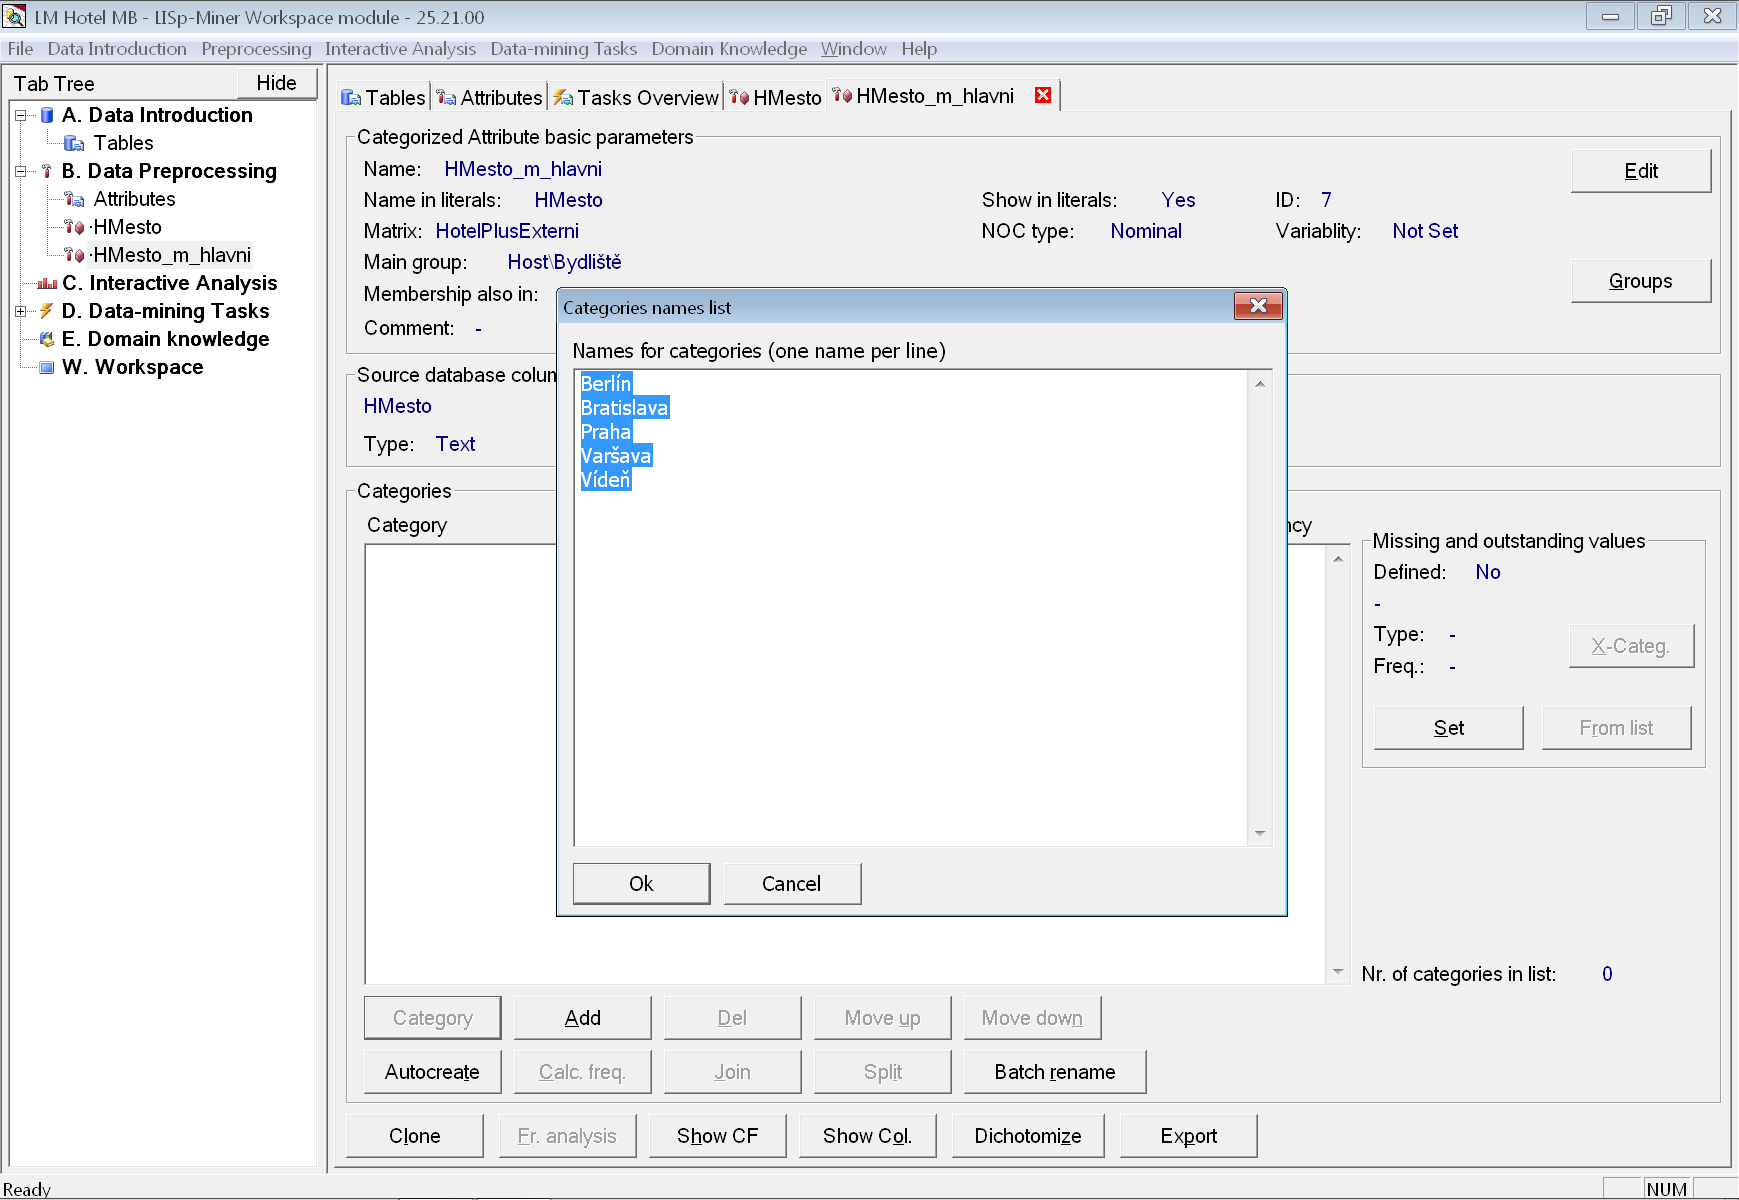 LM Hotel MB - LISp-Miner Workspace module - 25.21.00
File Data Introduction Preprocessing Interactive Analysis Data-mining Tasks Domain Knowledge Window Help
Tab Tree
Hide
A. Data Introduction
Tables
B. Data Preprocessing
Attributes
·HMesto
·HMesto_m_hlavni
C. Interactive Analysis
D. Data-mining Tasks
E. Domain knowledge
W. Workspace
Tables Attributes Tasks Overview HMesto HMesto_m_hlavni
Categorized Attribute basic parameters
Name: HMesto_m_hlavni
Edit
Name in literals: HMesto Show in literals: Yes ID: 7
Matrix: HotelPlusExterni NOC type: Nominal Variablity: Not Set
Main group: Host\Bydliště
Groups
Membership also in:
Comment: -
Categories names list
Names for categories (one name per line)
Berlín
Bratislava
Praha
Varšava
Vídeň
Ok Cancel
Source database colun
HMesto
Type: Text
Categories
Category ncy
Missing and outstanding values
Defined: No
-
Type: -
X-Categ.
Freq.: -
Set From list
Nr. of categories in list: 0
Category Add Del Move up Move down
Autocreate Calc. freq. Join Split Batch rename
Clone Fr. analysis Show CF Show Col. Dichotomize Export
Ready NUM